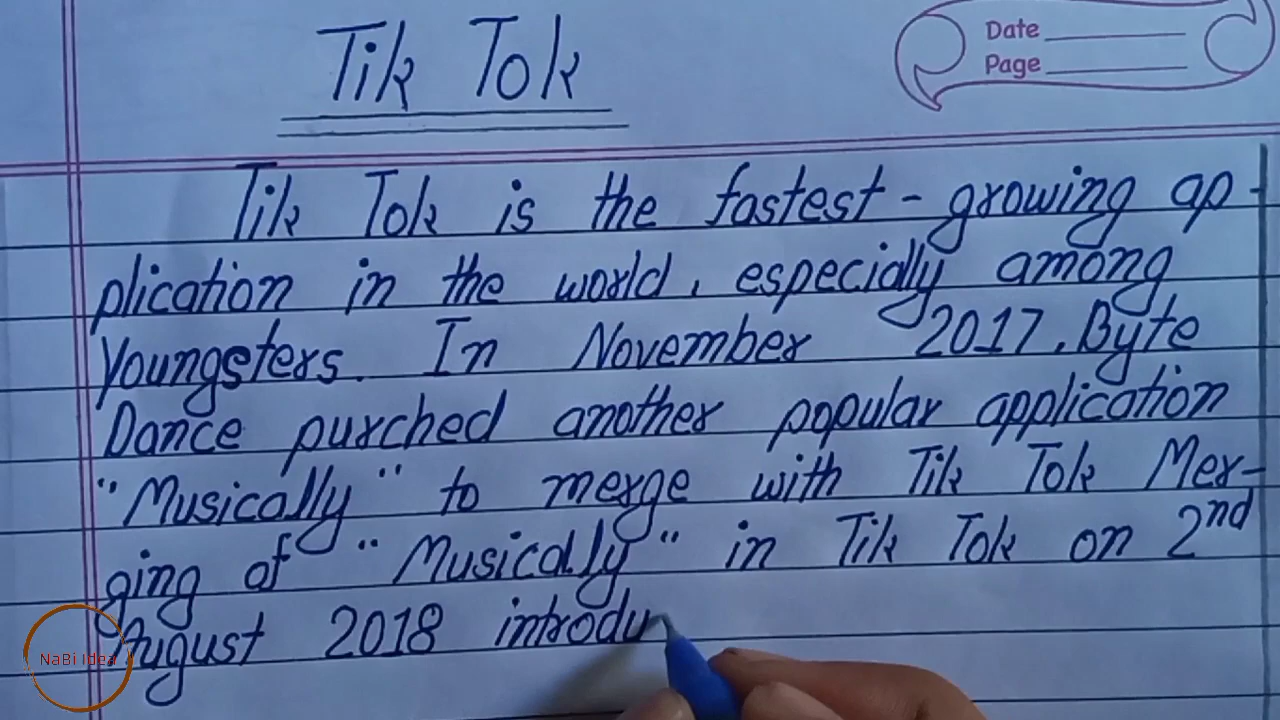 Tik Tok
Date
Page
Tik Tok is the fastest-growing ap-
plication in the world, especially among
Youngsters. In November 2017, Byte
Dance purched another popular application
"Musically" to merge with Tik Tok Mer-
ging of "Musically" in Tik Tok on 2nd
August 2018 introdu
NaBi Idea